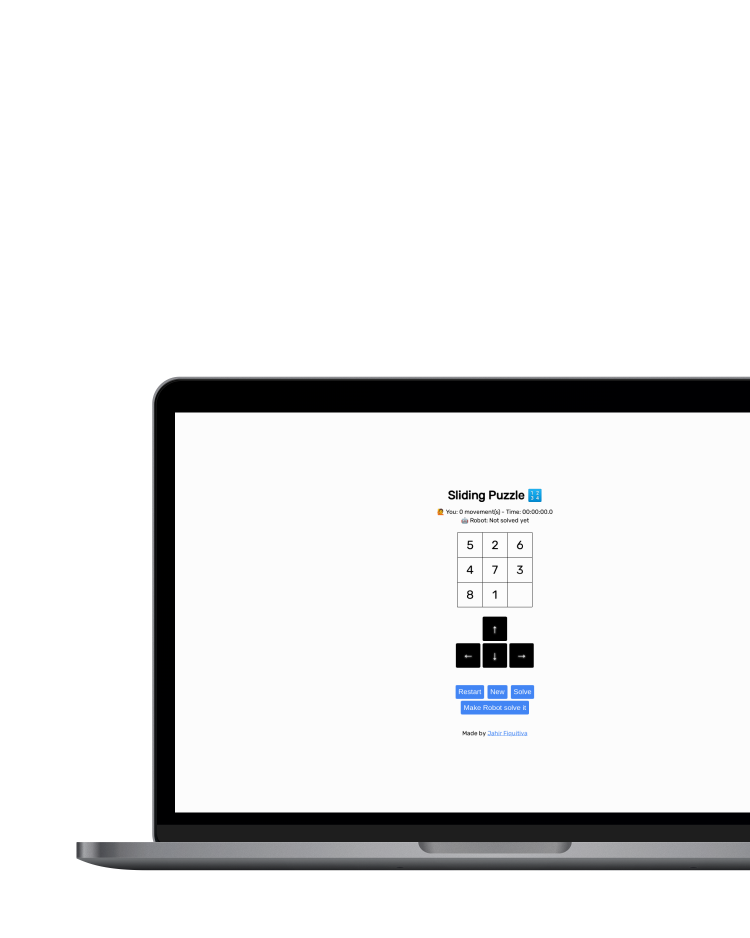 Sliding Puzzle 🔢
🙋 You: 0 movement(s) - Time: 00:00:00.0
🤖 Robot: Not solved yet
5 2 6
4 7 3
8 1
↑
← ↓ →
Restart New Solve
Make Robot solve it
Made by Jahir Fiquitiva